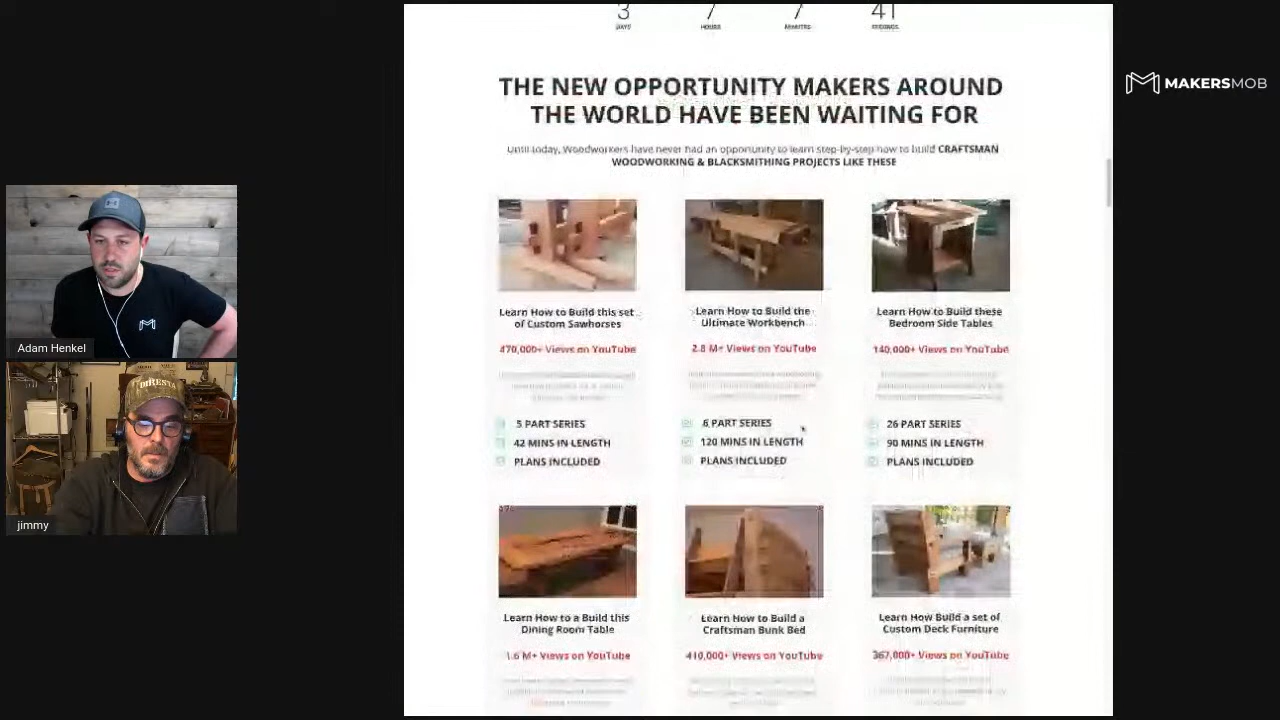 3 7 7 41
DAYS HOURS MINUTES SECONDS
MAKERSMOB
THE NEW OPPORTUNITY MAKERS AROUND
THE WORLD HAVE BEEN WAITING FOR
Until today, Woodworkers have never had an opportunity to learn step-by-step how to build CRAFTSMAN
WOODWORKING & BLACKSMITHING PROJECTS LIKE THESE
Learn How to Build this set
of Custom Sawhorses
470,000+ Views on YouTube
5 PART SERIES
42 MINS IN LENGTH
PLANS INCLUDED
Learn How to Build the
Ultimate Workbench
2.8 M+ Views on YouTube
6 PART SERIES
120 MINS IN LENGTH
PLANS INCLUDED
Learn How to Build these
Bedroom Side Tables
140,000+ Views on YouTube
26 PART SERIES
90 MINS IN LENGTH
PLANS INCLUDED
Learn How to a Build this
Dining Room Table
1.6 M+ Views on YouTube
Learn How to Build a
Craftsman Bunk Bed
410,000+ Views on YouTube
Learn How Build a set of
Custom Deck Furniture
367,000+ Views on YouTube
Adam Henkel
DIRESTA
jimmy